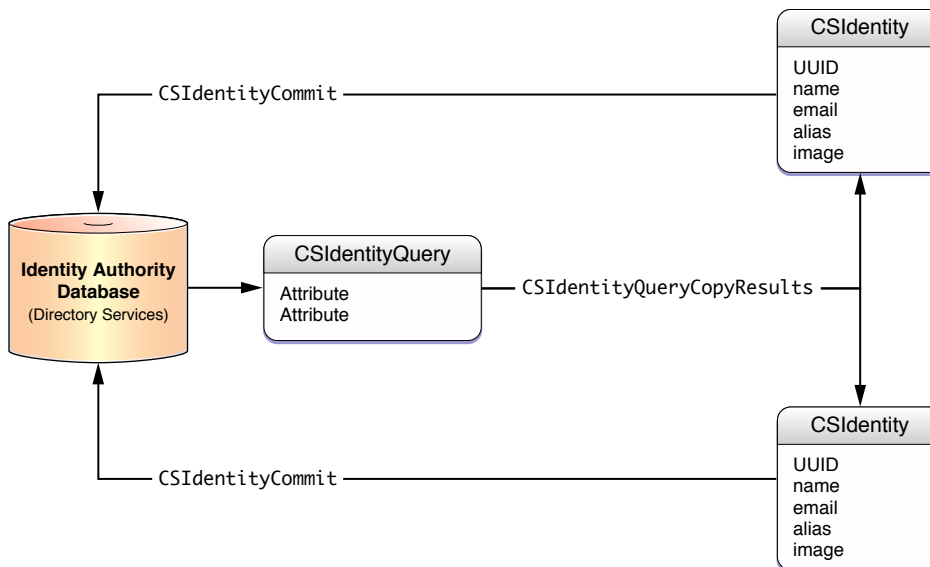 CSIdentity
UUID
name
email
alias
image
CSIdentityCommit
Identity Authority
Database
(Directory Services)
CSIdentityQuery
Attribute
Attribute
CSIdentityQueryCopyResults
CSIdentity
UUID
name
email
alias
image
CSIdentityCommit